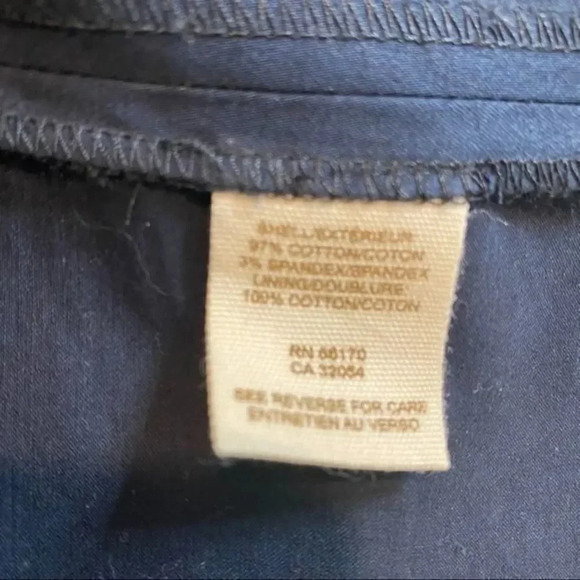 SHELL/EXTERIEUR
97% COTTON/COTON
3% SPANDEX/SPANDEX
LINING/DOUBLURE
100% COTTON/COTON
RN 66170
CA 32054
SEE REVERSE FOR CARE
ENTRETIEN AU VERSO